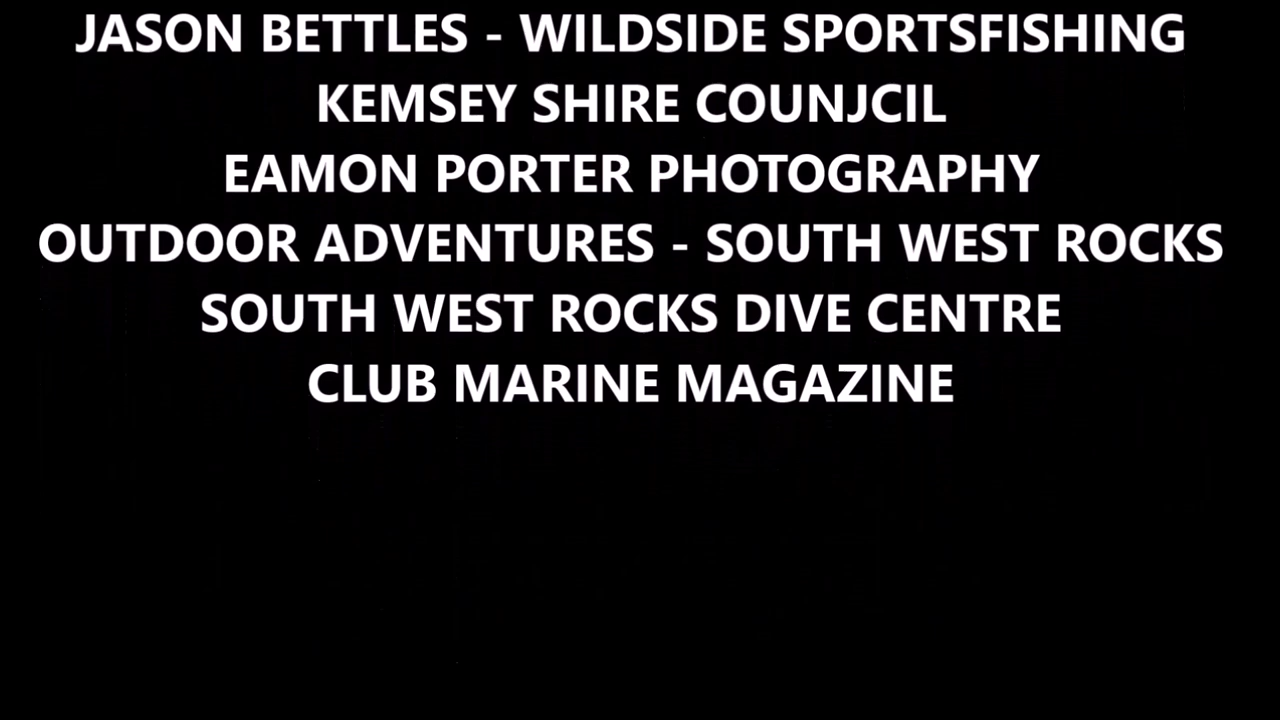 JASON BETTLES - WILDSIDE SPORTSFISHING
KEMSEY SHIRE COUNJCIL
EAMON PORTER PHOTOGRAPHY
OUTDOOR ADVENTURES - SOUTH WEST ROCKS
SOUTH WEST ROCKS DIVE CENTRE
CLUB MARINE MAGAZINE